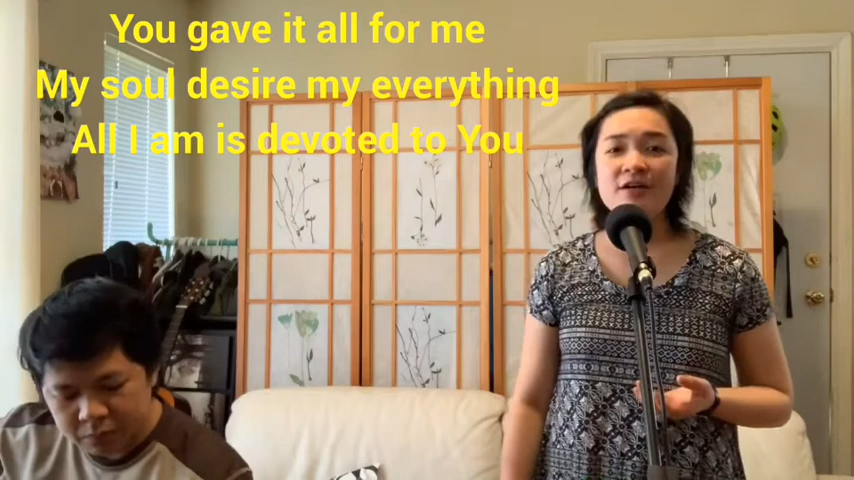 You gave it all for me
My soul desire my everything
All I am is devoted to You